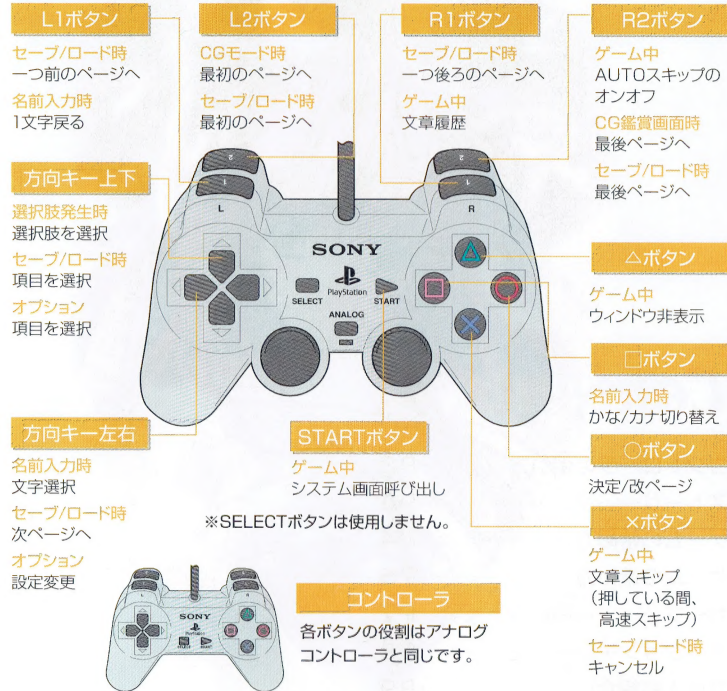 L1ボタン
セーブ/ロード時
一つ前のページへ
名前入力時
1文字戻る
L2ボタン
CGモード時
最初のページへ
セーブ/ロード時
最初のページへ
R1ボタン
セーブ/ロード時
一つ後ろのページへ
ゲーム中
文章履歴
R2ボタン
ゲーム中
AUTOスキップの
オンオフ
CG鑑賞画面時
最後ページへ
セーブ/ロード時
最後ページへ
方向キー上下
選択肢発生時
選択肢を選択
セーブ/ロード時
項目を選択
オプション
項目を選択
2
1
L
2
1
R
SONY
PlayStation
SELECT
START
ANALOG
△ボタン
ゲーム中
ウィンドウ非表示
□ボタン
名前入力時
かな/カナ切り替え
方向キー左右
名前入力時
文字選択
セーブ/ロード時
次ページへ
オプション
設定変更
STARTボタン
ゲーム中
システム画面呼び出し
※SELECTボタンは使用しません。
○ボタン
決定/改ページ
×ボタン
ゲーム中
文章スキップ
(押している間、
高速スキップ)
セーブ/ロード時
キャンセル
L
R
SONY
PlayStation
SELECT
START
コントローラ
各ボタンの役割はアナログ
コントローラと同じです。